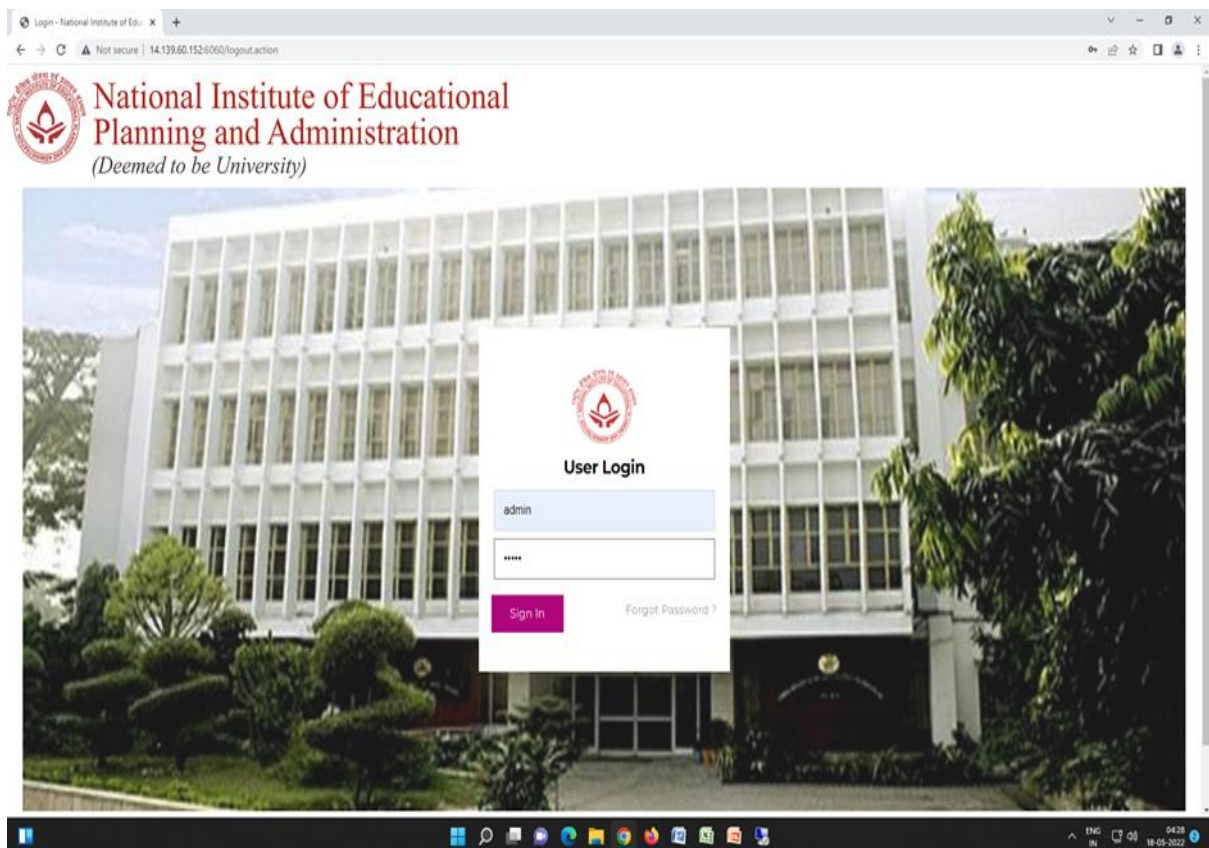 Login - National Institute of Edu
Not secure | 14.139.60.152:6060/logout.action
National Institute of Educational
Planning and Administration
(Deemed to be University)
User Login
admin
•••••
Sign In
Forgot Password ?
ENG
IN
04:28
18-05-2022